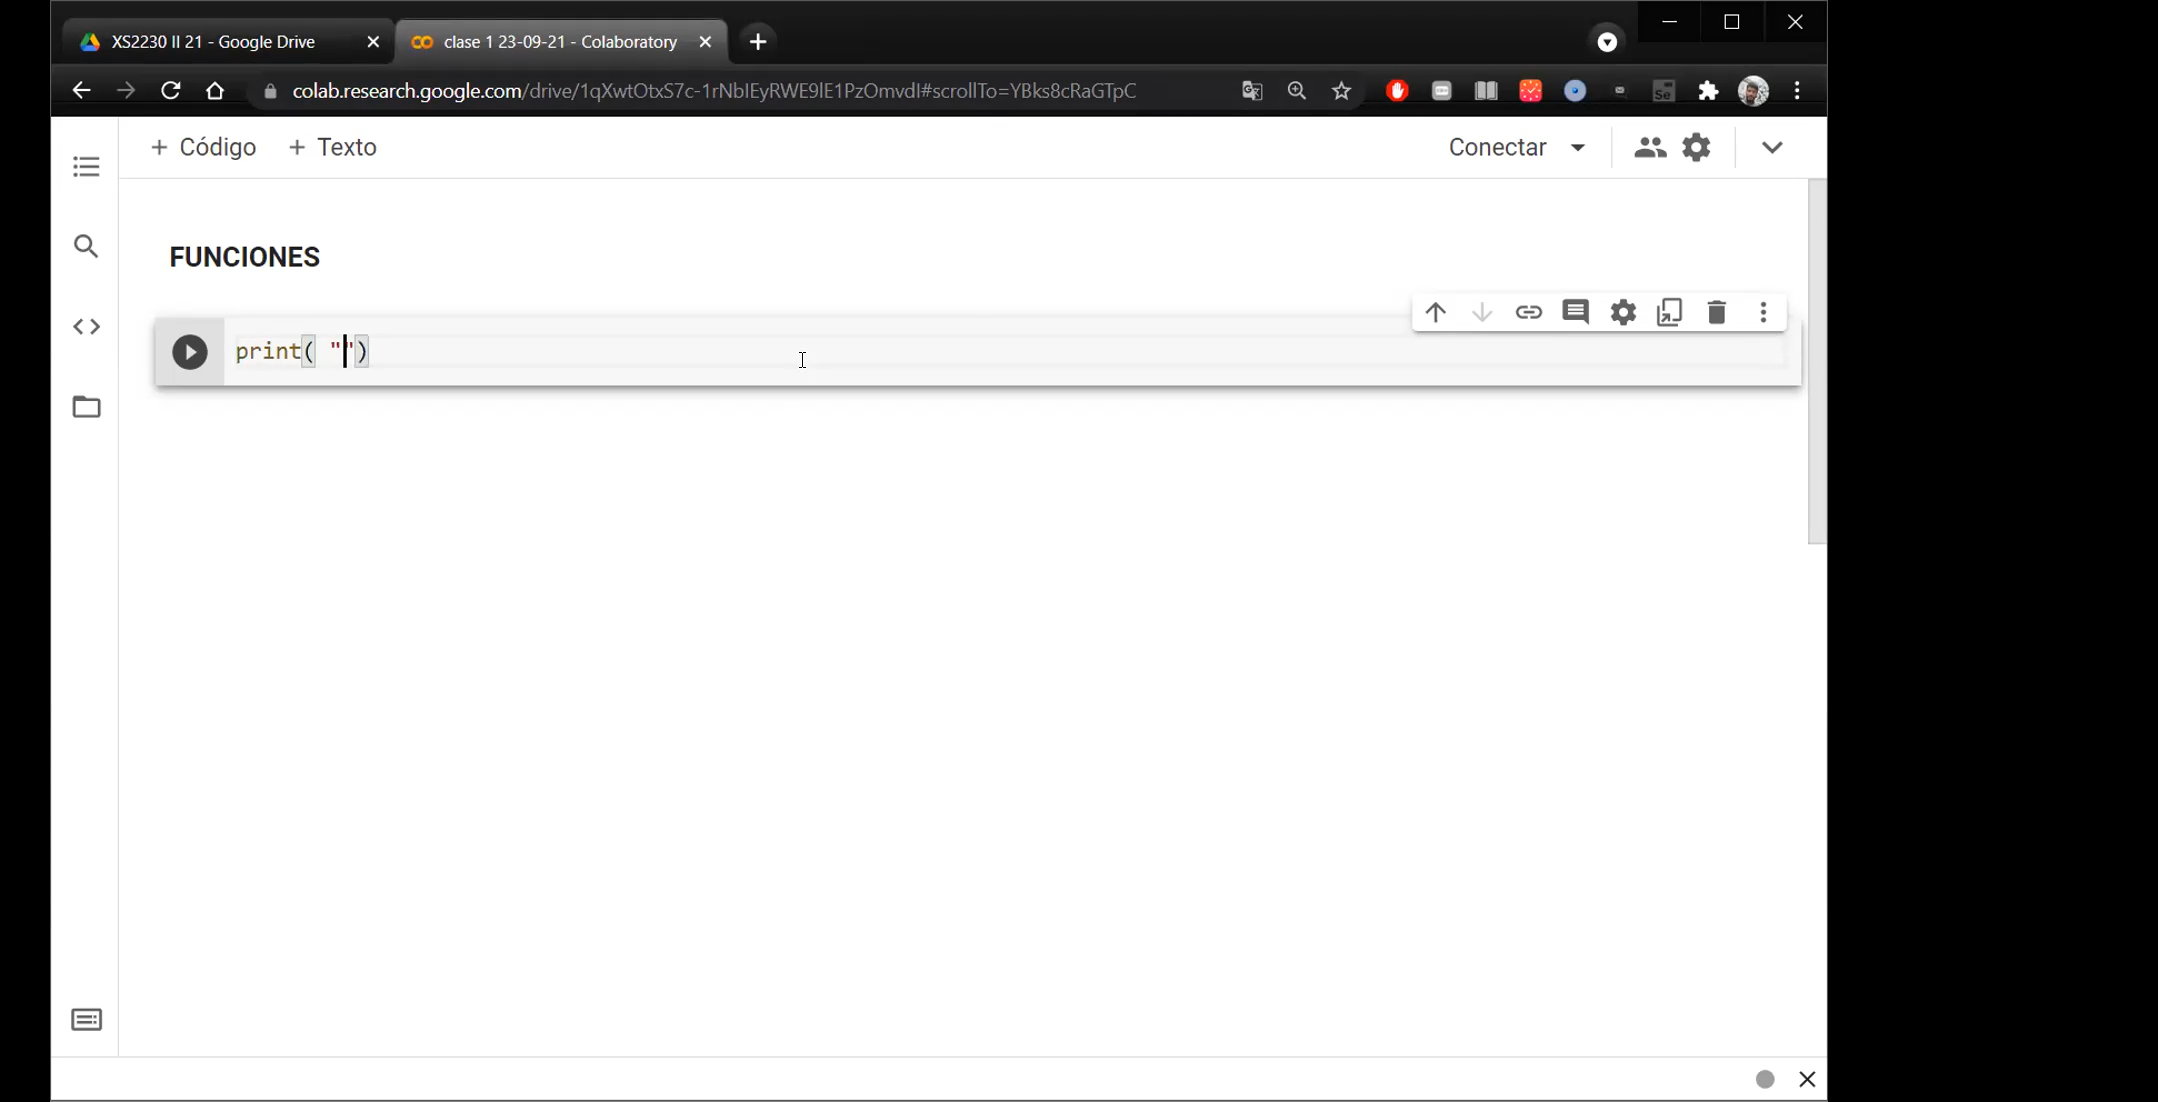 XS2230 II 21 - Google Drive
clase 1 23-09-21 - Colaboratory
colab.research.google.com/drive/1qXwtOtxS7c-1rNbIEyRWE9lE1PzOmvdI#scrollTo=YBks8cRaGTpC
+ Código + Texto
Conectar
FUNCIONES
print( "")